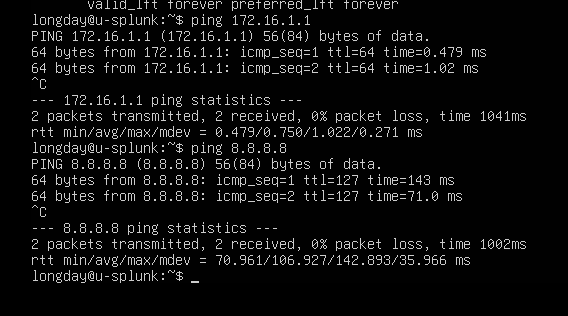 valid_lft forever preferred_lft forever
longday@u-splunk:~$ ping 172.16.1.1
PING 172.16.1.1 (172.16.1.1) 56(84) bytes of data.
64 bytes from 172.16.1.1: icmp_seq=1 ttl=64 time=0.479 ms
64 bytes from 172.16.1.1: icmp_seq=2 ttl=64 time=1.02 ms
^C
--- 172.16.1.1 ping statistics ---
2 packets transmitted, 2 received, 0% packet loss, time 1041ms
rtt min/avg/max/mdev = 0.479/0.750/1.022/0.271 ms
longday@u-splunk:~$ ping 8.8.8.8
PING 8.8.8.8 (8.8.8.8) 56(84) bytes of data.
64 bytes from 8.8.8.8: icmp_seq=1 ttl=127 time=143 ms
64 bytes from 8.8.8.8: icmp_seq=2 ttl=127 time=71.0 ms
^C
--- 8.8.8.8 ping statistics ---
2 packets transmitted, 2 received, 0% packet loss, time 1002ms
rtt min/avg/max/mdev = 70.961/106.927/142.893/35.966 ms
longday@u-splunk:~$ _